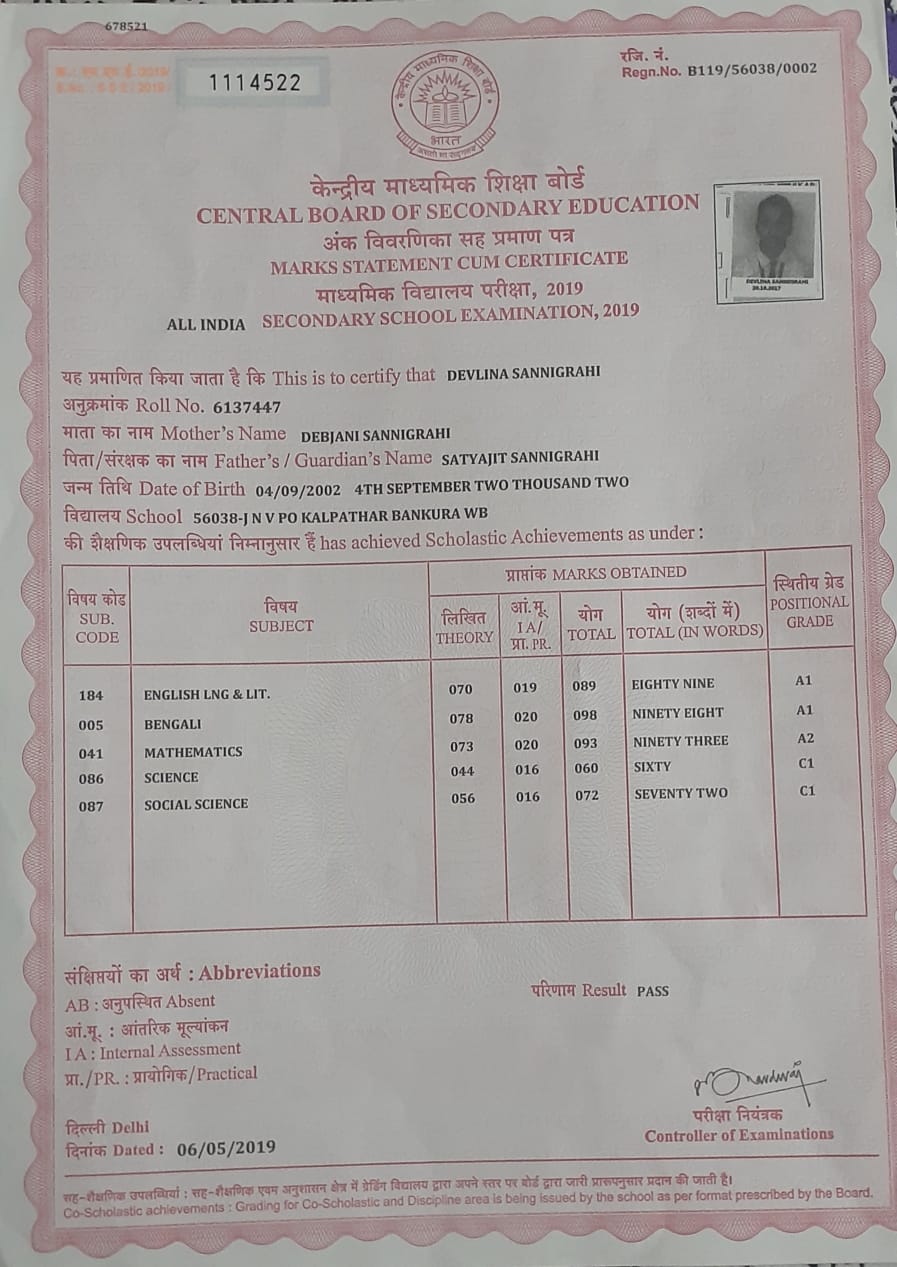 678521
1114522
रजि. नं.
Regn.No. B119/56038/0002
केन्द्रीय माध्यमिक शिक्षा बोर्ड
भारत
केन्द्रीय माध्यमिक शिक्षा बोर्ड
CENTRAL BOARD OF SECONDARY EDUCATION
अंक विवरणिका सह प्रमाण पत्र
MARKS STATEMENT CUM CERTIFICATE
माध्यमिक विद्यालय परीक्षा, 2019
ALL INDIA SECONDARY SCHOOL EXAMINATION, 2019
DEVLINA SANNIGRAHI
यह प्रमाणित किया जाता है कि This is to certify that DEVLINA SANNIGRAHI
अनुक्रमांक Roll No. 6137447
माता का नाम Mother's Name DEBJANI SANNIGRAHI
पिता/संरक्षक का नाम Father's / Guardian's Name SATYAJIT SANNIGRAHI
जन्म तिथि Date of Birth 04/09/2002 4TH SEPTEMBER TWO THOUSAND TWO
विद्यालय School 56038-J N V PO KALPATHAR BANKURA WB
की शैक्षणिक उपलब्धियां निम्नानुसार हैं has achieved Scholastic Achievements as under :
विषय कोड SUB. CODE
विषय SUBJECT
प्राप्तांक MARKS OBTAINED
लिखित THEORY
आं.मू. I A/ प्रा. PR.
योग TOTAL
योग (शब्दों में) TOTAL (IN WORDS)
स्थितीय ग्रेड POSITIONAL GRADE
184 ENGLISH LNG & LIT. 070 019 089 EIGHTY NINE A1
005 BENGALI 078 020 098 NINETY EIGHT A1
041 MATHEMATICS 073 020 093 NINETY THREE A2
086 SCIENCE 044 016 060 SIXTY C1
087 SOCIAL SCIENCE 056 016 072 SEVENTY TWO C1
संक्षिप्तियों का अर्थ : Abbreviations
AB : अनुपस्थित Absent
आं.मू. : आंतरिक मूल्यांकन
I A : Internal Assessment
प्रा./PR. : प्रायोगिक/Practical
परिणाम Result PASS
परीक्षा नियंत्रक
Controller of Examinations
दिल्ली Delhi
दिनांक Dated : 06/05/2019
सह-शैक्षणिक उपलब्धियां : सह-शैक्षणिक एवम अनुशासन क्षेत्र में ग्रेडिंग विद्यालय द्वारा अपने स्तर पर बोर्ड द्वारा जारी प्रारूपनुसार प्रदान की जाती है।
Co-Scholastic achievements : Grading for Co-Scholastic and Discipline area is being issued by the school as per format prescribed by the Board.